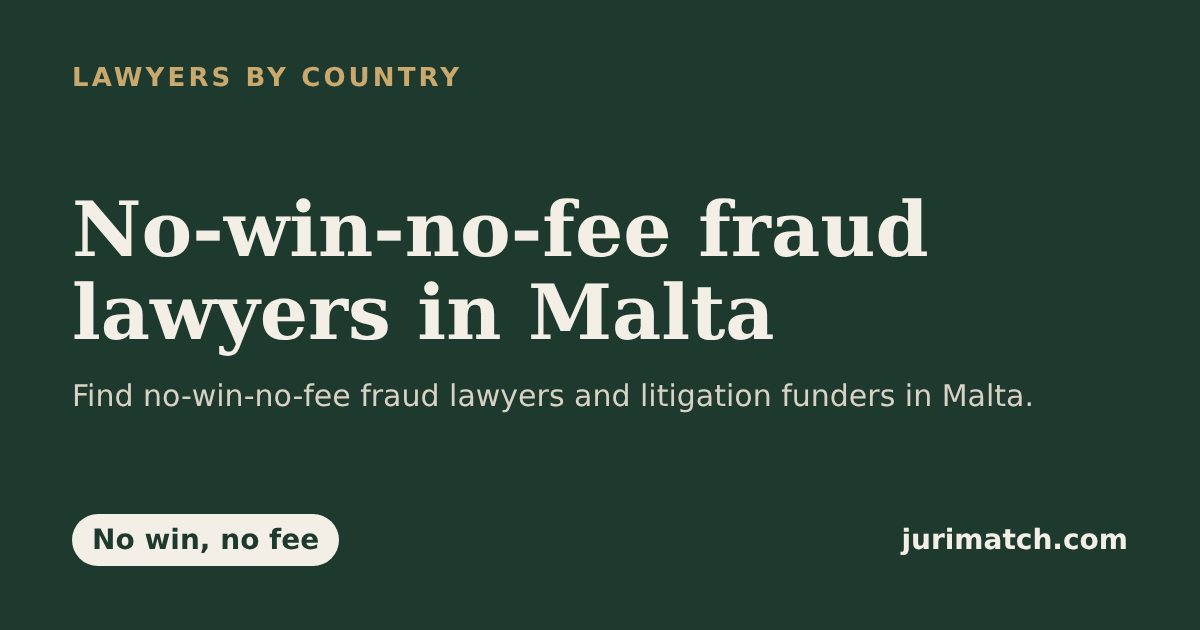 LAWYERS BY COUNTRY
No-win-no-fee fraud
lawyers in Malta
Find no-win-no-fee fraud lawyers and litigation funders in Malta.
No win, no fee
jurimatch.com